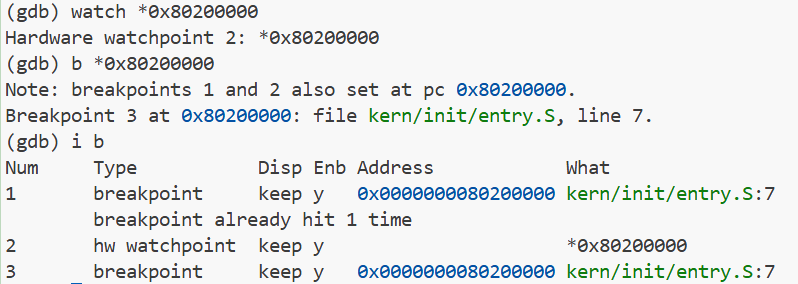 (gdb) watch *0x80200000
Hardware watchpoint 2: *0x80200000
(gdb) b *0x80200000
Note: breakpoints 1 and 2 also set at pc 0x80200000.
Breakpoint 3 at 0x80200000: file kern/init/entry.S, line 7.
(gdb) i b
Num     Type           Disp Enb Address            What
1       breakpoint     keep y   0x0000000080200000 kern/init/entry.S:7
        breakpoint already hit 1 time
2       hw watchpoint  keep y                      *0x80200000
3       breakpoint     keep y   0x0000000080200000 kern/init/entry.S:7